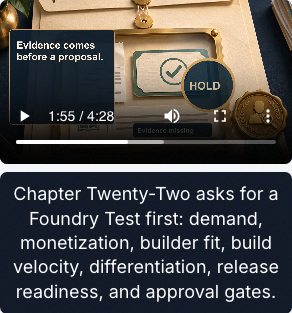 Evidence comes
before a proposal.
HOLD
1:55 / 4:28
Evidence missing
Chapter Twenty-Two asks for a
Foundry Test first: demand,
monetization, builder fit, build
velocity, differentiation, release
readiness, and approval gates.